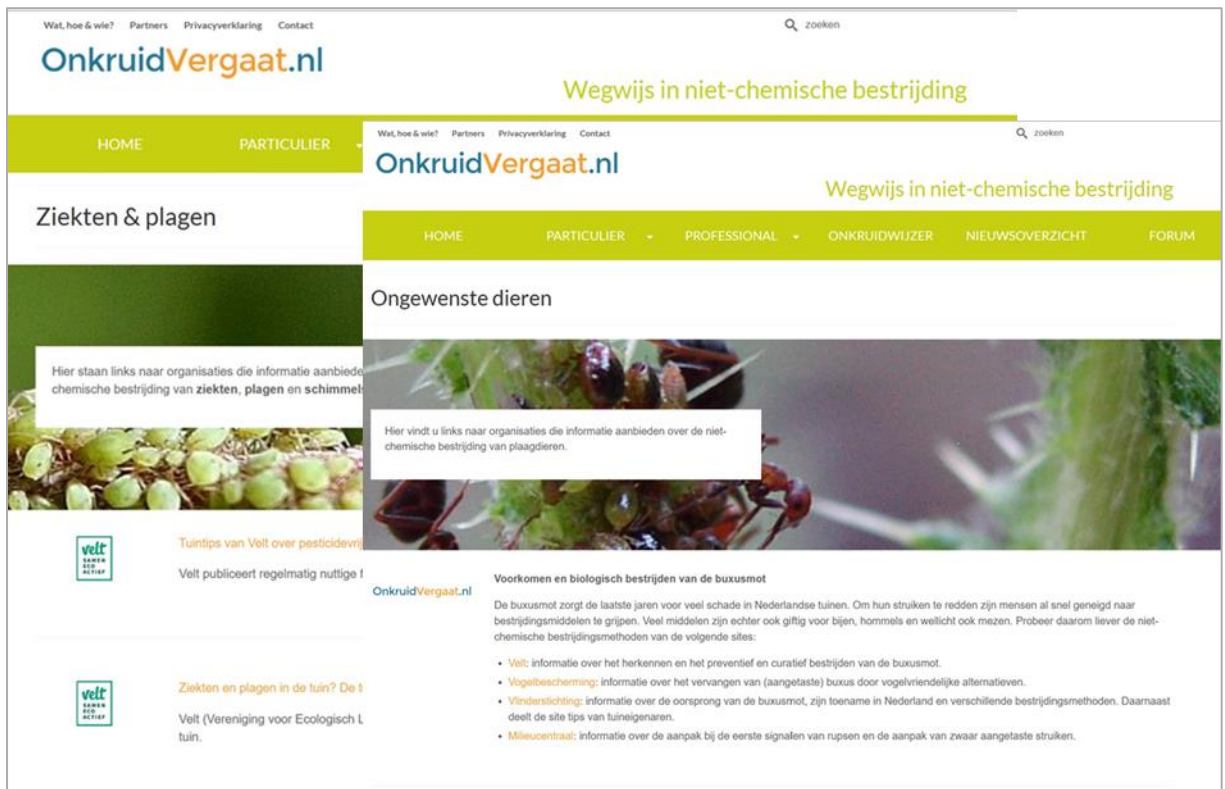 Wat, hoe & wie? Partners Privacyverklaring Contact
zoeken
OnkruidVergaat.nl
Wegwijs in niet-chemische bestrijding
HOME PARTICULIER
Ziekten & plagen
Hier staan links naar organisaties die informatie aanbiede
chemische bestrijding van ziekten, plagen en schimmels
velt
SAMEN
ECO
ACTIEF
Tuintips van Velt over pesticidevrij
Velt publiceert regelmatig nuttige f
velt
SAMEN
ECO
ACTIEF
Ziekten en plagen in de tuin? De t
Velt (Vereniging voor Ecologisch L
tuin.
Wat, hoe & wie? Partners Privacyverklaring Contact
zoeken
OnkruidVergaat.nl
Wegwijs in niet-chemische bestrijding
HOME PARTICULIER PROFESSIONAL ONKRUIDWIJZER NIEUWSOVERZICHT FORUM
Ongewenste dieren
Hier vindt u links naar organisaties die informatie aanbieden over de niet-
chemische bestrijding van plaagdieren.
OnkruidVergaat.nl
Voorkomen en biologisch bestrijden van de buxusmot
De buxusmot zorgt de laatste jaren voor veel schade in Nederlandse tuinen. Om hun struiken te redden zijn mensen al snel geneigd naar
bestrijdingsmiddelen te grijpen. Veel middelen zijn echter ook giftig voor bijen, hommels en wellicht ook mezen. Probeer daarom liever de niet-
chemische bestrijdingsmethoden van de volgende sites:
• Velt: informatie over het herkennen en het preventief en curatief bestrijden van de buxusmot.
• Vogelbescherming: informatie over het vervangen van (aangetaste) buxus door vogelvriendelijke alternatieven.
• Vlinderstichting: informatie over de oorsprong van de buxusmot, zijn toename in Nederland en verschillende bestrijdingsmethoden. Daarnaast
deelt de site tips van tuineigenaren.
• Milieucentraal: informatie over de aanpak bij de eerste signalen van rupsen en de aanpak van zwaar aangetaste struiken.